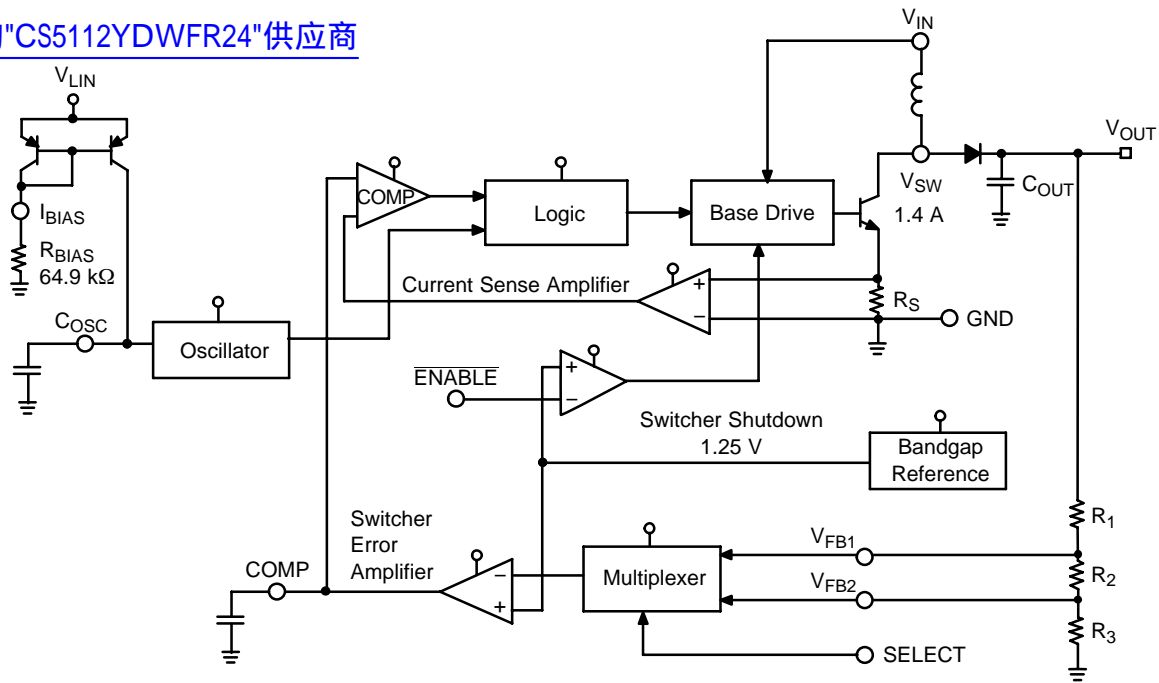 "CS5112YDWFR24"供应商
VIN
VLIN
VOUT
COMP
Logic
Base Drive
VSW
1.4 A
COUT
IBIAS
RBIAS
64.9 kΩ
Current Sense Amplifier
+
−
RS
GND
COSC
Oscillator
ENABLE
+
−
Switcher Shutdown
1.25 V
Bandgap
Reference
Switcher
Error
Amplifier
R1
VFB1
COMP
−
+
Multiplexer
R2
VFB2
R3
SELECT